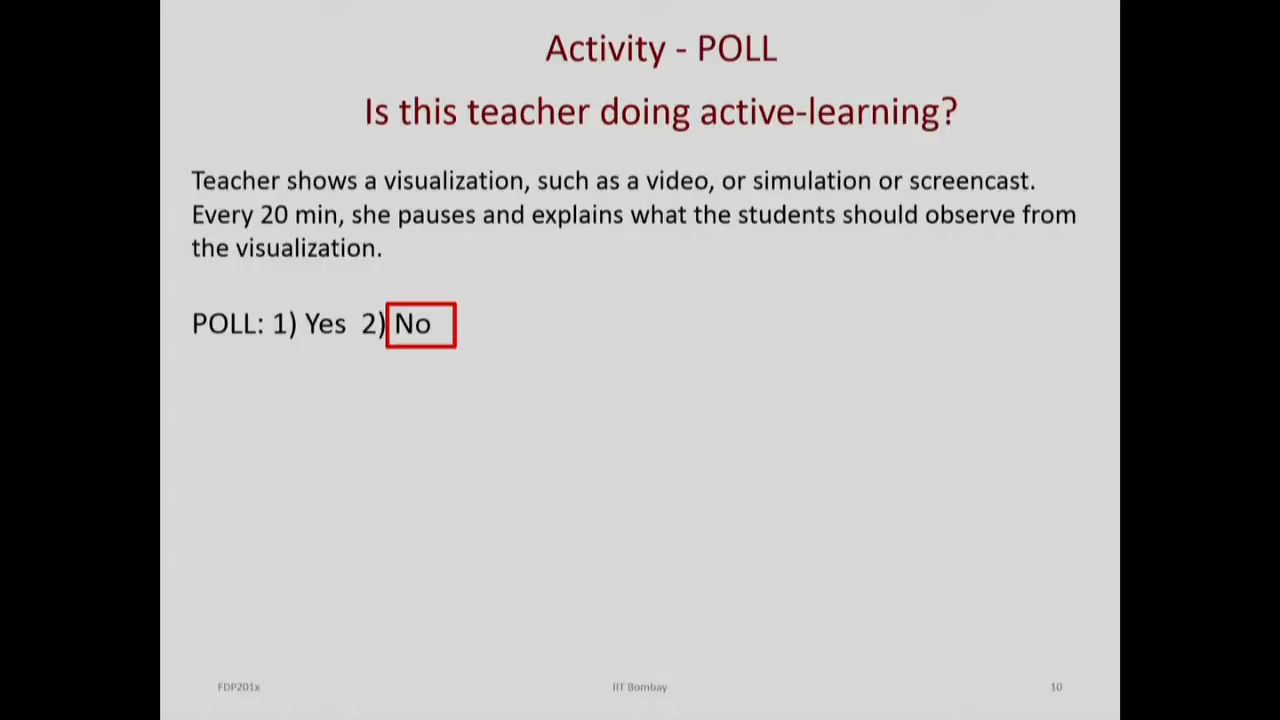 Activity - POLL
Is this teacher doing active-learning?
Teacher shows a visualization, such as a video, or simulation or screencast.
Every 20 min, she pauses and explains what the students should observe from
the visualization.
POLL: 1) Yes 2) No
FDP201x IIT Bombay 10